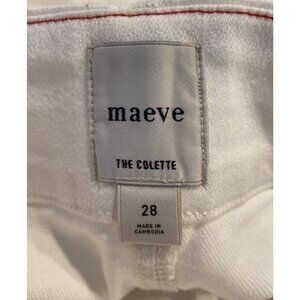 maeve
THE COLETTE
28
MADE IN
CAMBODIA